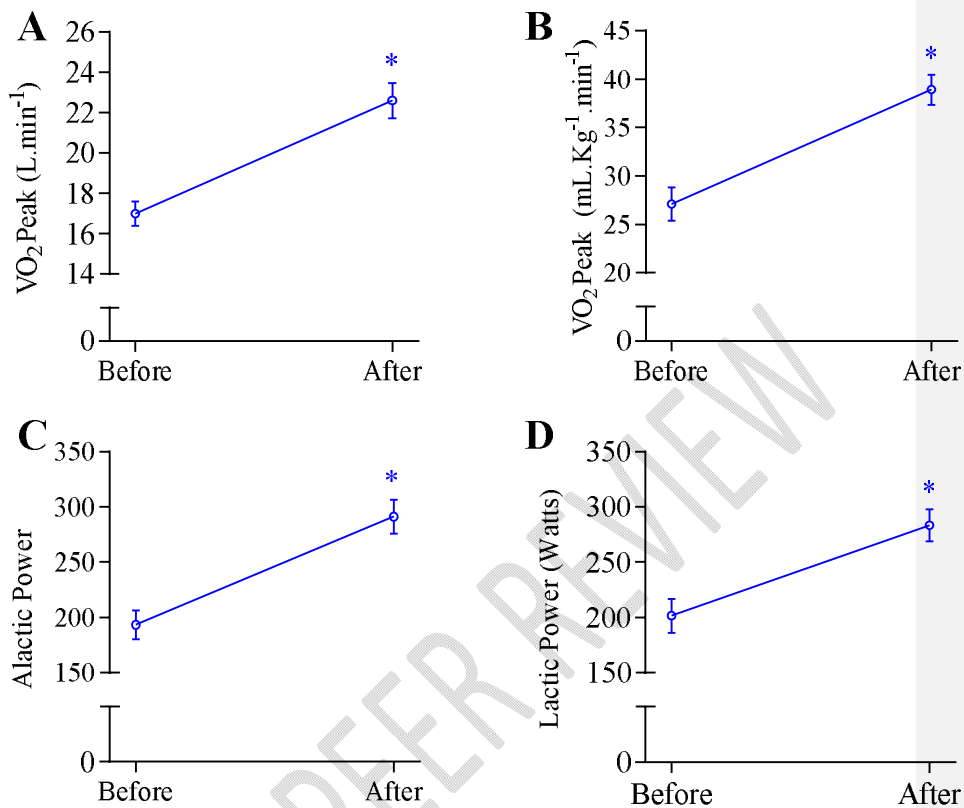 A
VO₂Peak (L.min⁻¹)
26
24
22
20
18
16
14
0
*
Before
After
B
VO₂Peak (mL.Kg⁻¹.min⁻¹)
45
40
35
30
25
20
0
*
Before
After
C
Alactic Power
350
300
250
200
150
0
*
Before
After
D
Lactic Power (Watts)
350
300
250
200
150
0
*
Before
After
PEER REVIEW